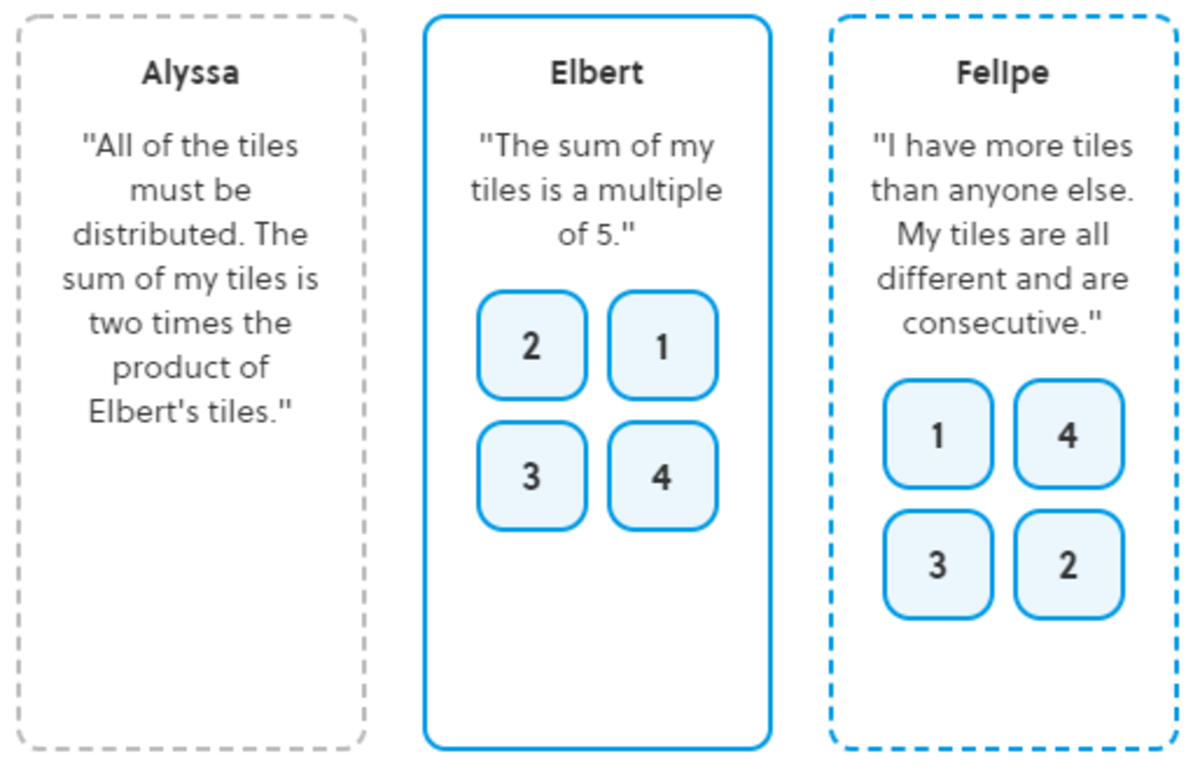 Alyssa
"All of the tiles
must be
distributed. The
sum of my tiles is
two times the
product of
Elbert's tiles."
Elbert
"The sum of my
tiles is a multiple
of 5."
2 1
3 4
Felipe
"I have more tiles
than anyone else.
My tiles are all
different and are
consecutive."
1 4
3 2